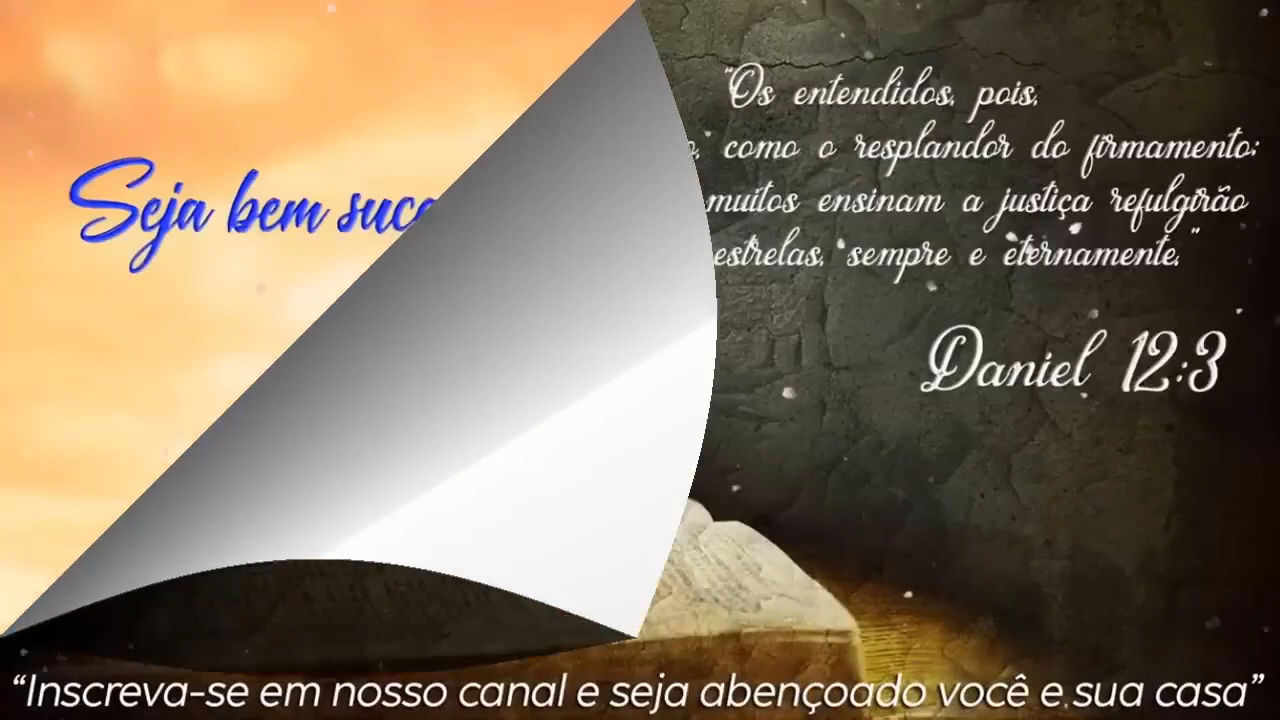 Seja bem suce
"Os entendidos, pois,
como o resplandor do firmamento;
muitos ensinam a justiça refulgirão
estrelas, sempre e eternamente."
Daniel 12:3
“Inscreva-se em nosso canal e seja abençoado você e sua casa”